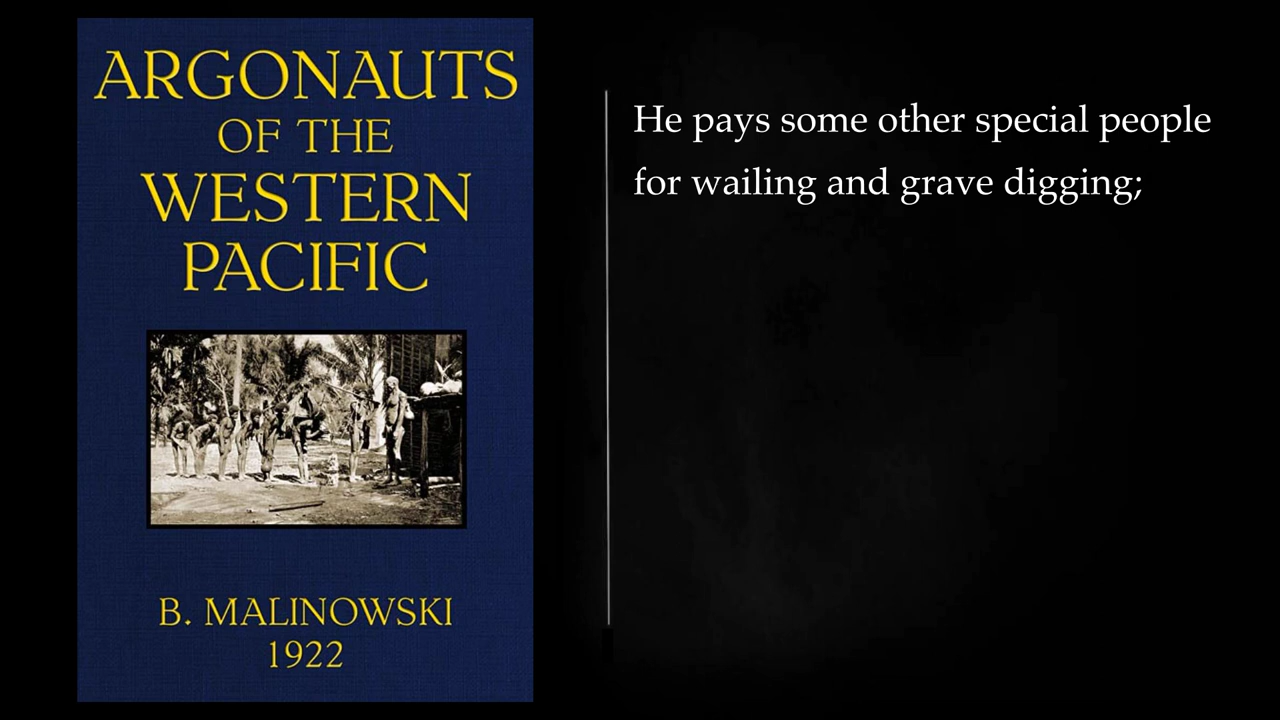 ARGONAUTS
OF THE
WESTERN
PACIFIC
B. MALINOWSKI
1922
He pays some other special people
for wailing and grave digging;